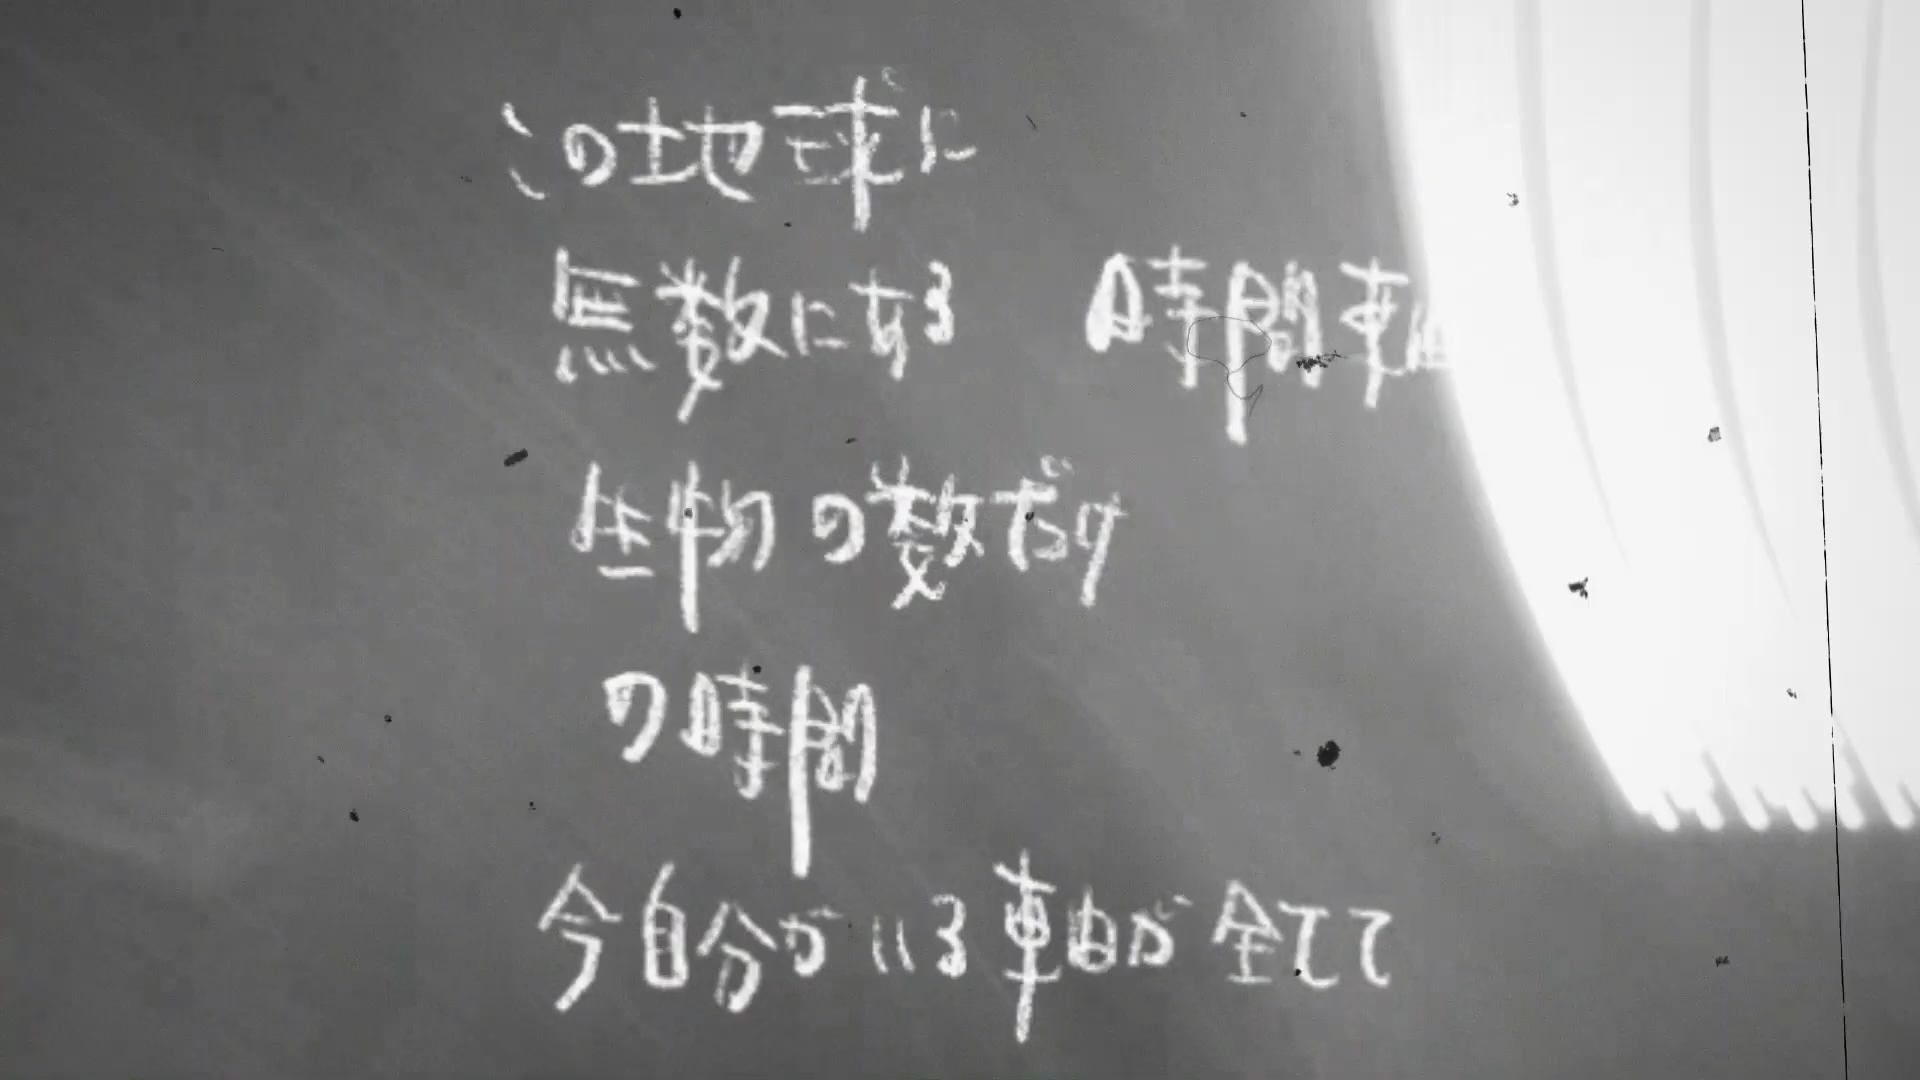 この地球に
無数にある 時間軸
生物の数だけ
の時間
今自分がいる軸が全てて